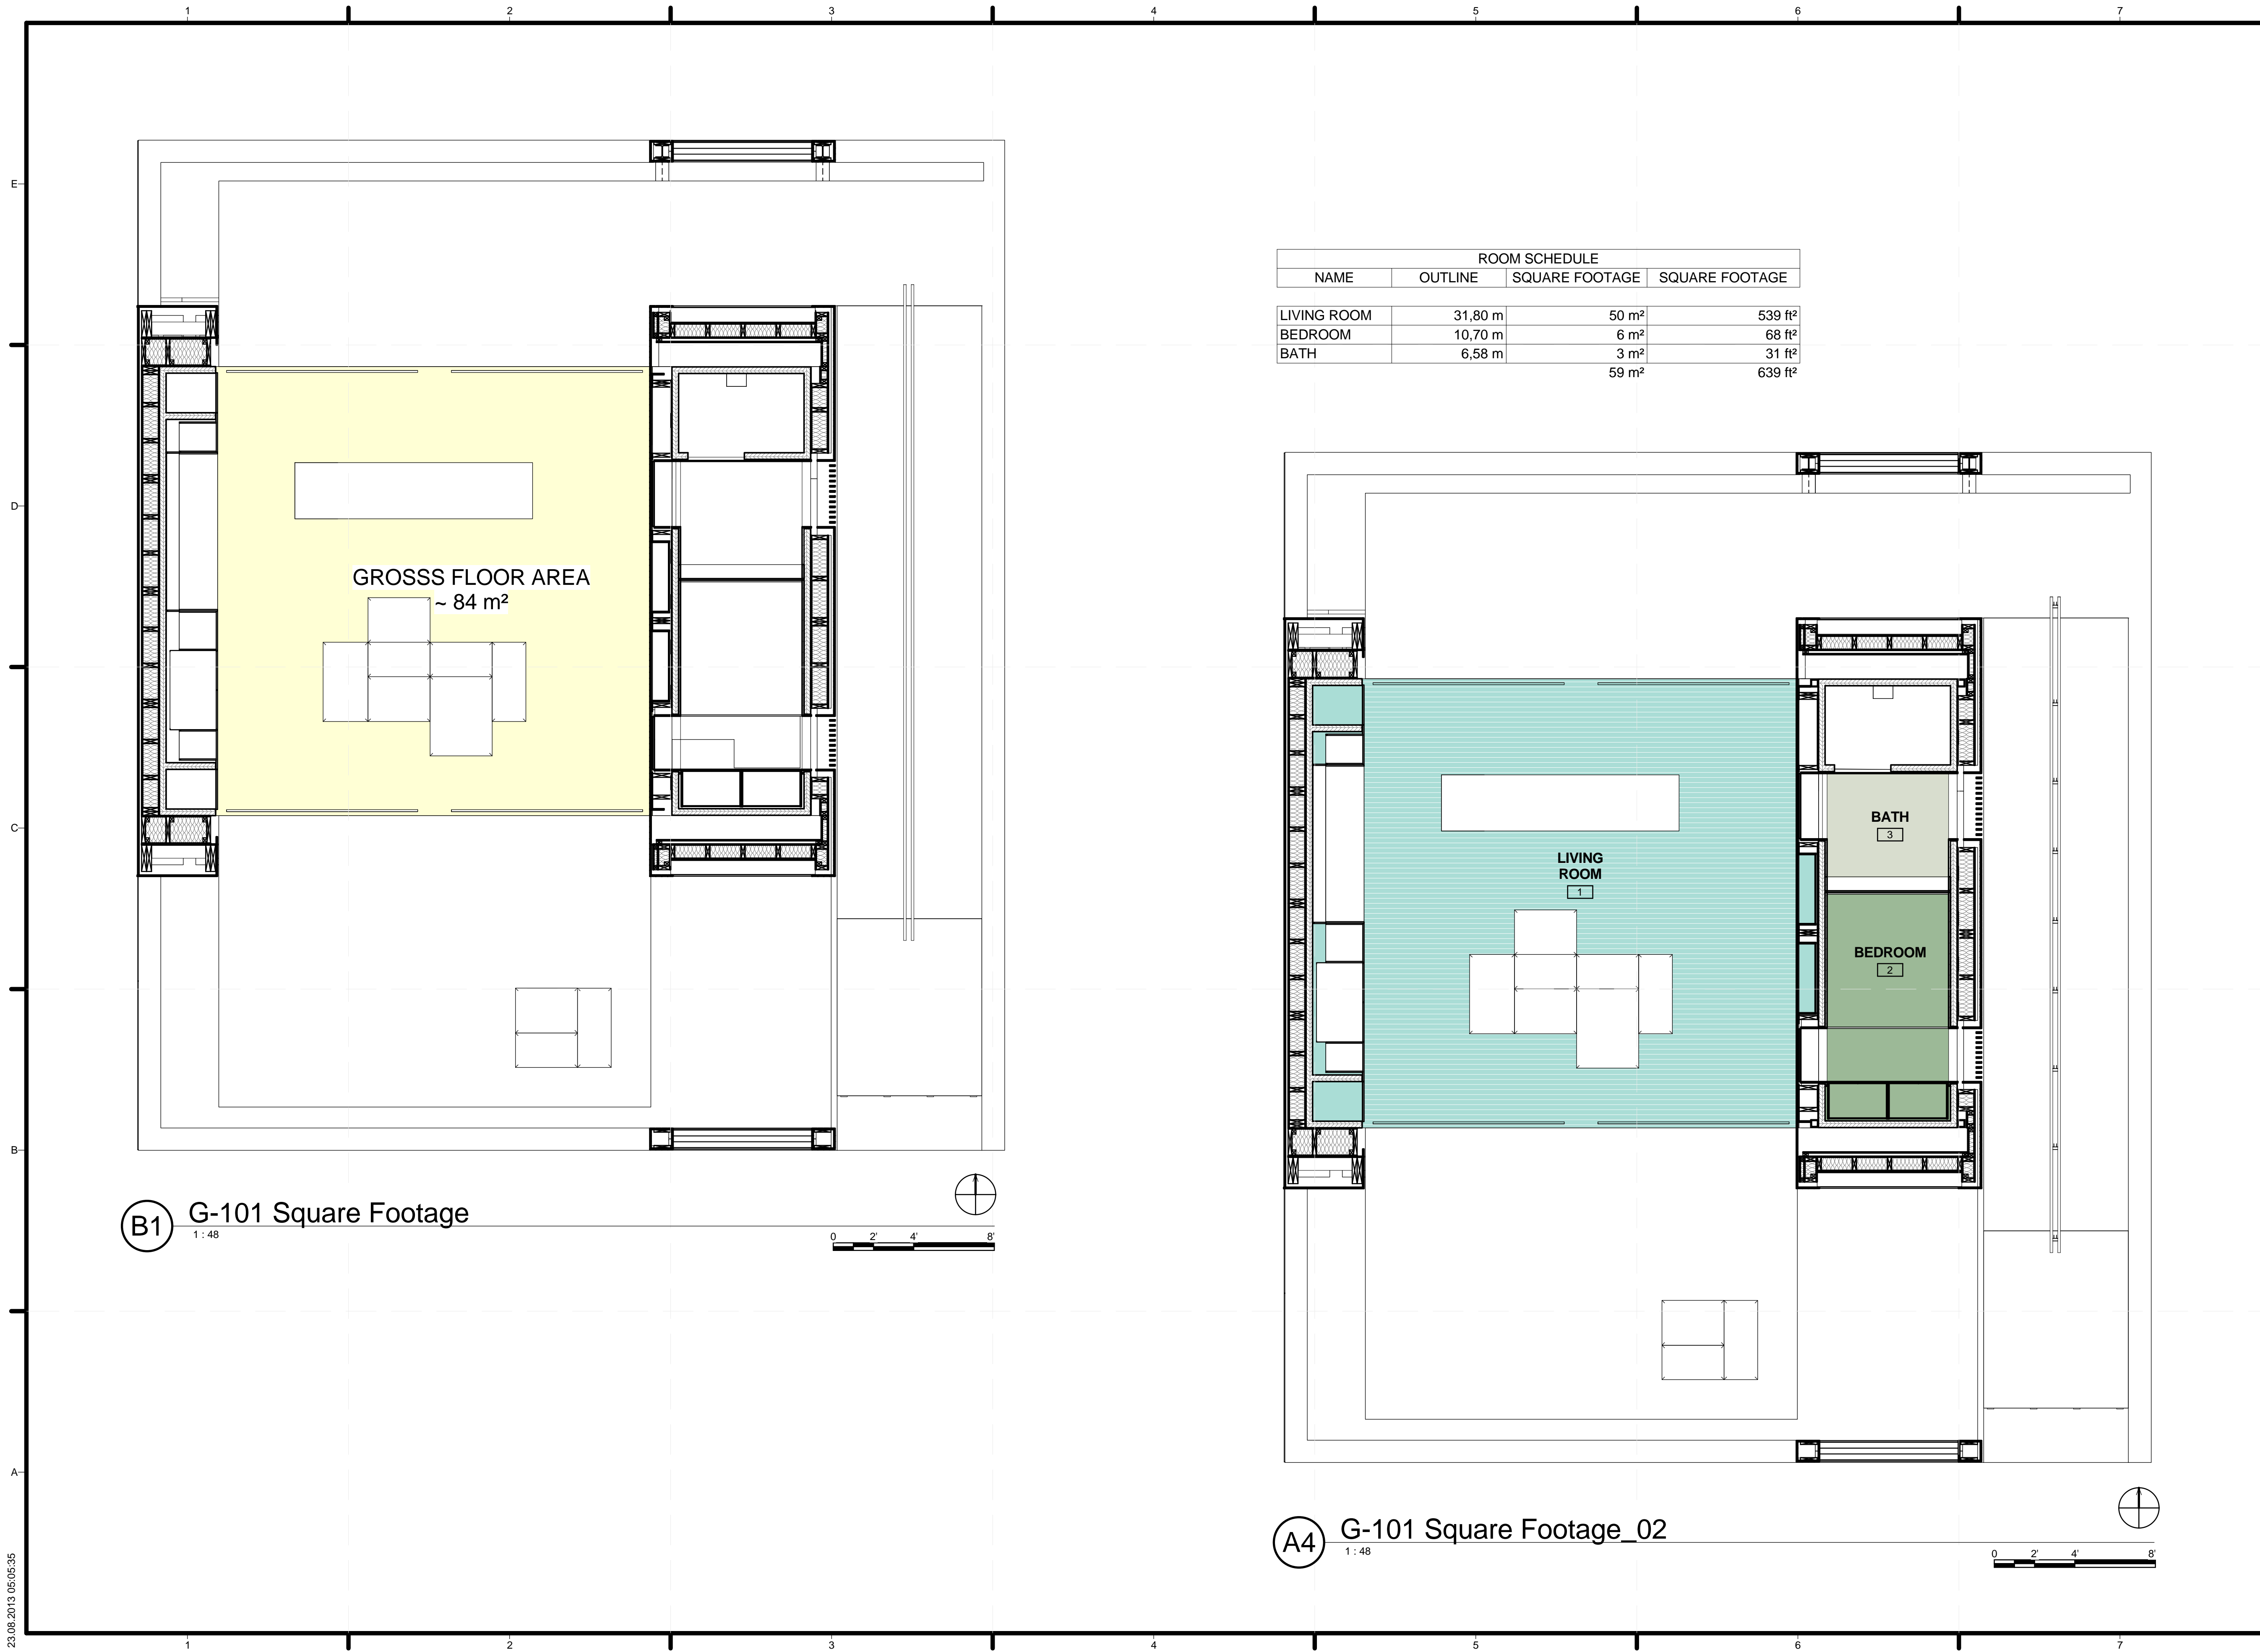 1 2 3 4 5 6 7
E
D
C
B
A
ROOM SCHEDULE
NAME OUTLINE SQUARE FOOTAGE SQUARE FOOTAGE
LIVING ROOM 31,80 m 50 m² 539 ft²
BEDROOM 10,70 m 6 m² 68 ft²
BATH 6,58 m 3 m² 31 ft²
59 m² 639 ft²
GROSSS FLOOR AREA
~ 84 m²
B1 G-101 Square Footage
1 : 48
0 2' 4' 8'
BATH
3
LIVING
ROOM
1
BEDROOM
2
A4 G-101 Square Footage_02
1 : 48
0 2' 4' 8'
23.08.2013 05:05:35
1 2 3 4 5 6 7